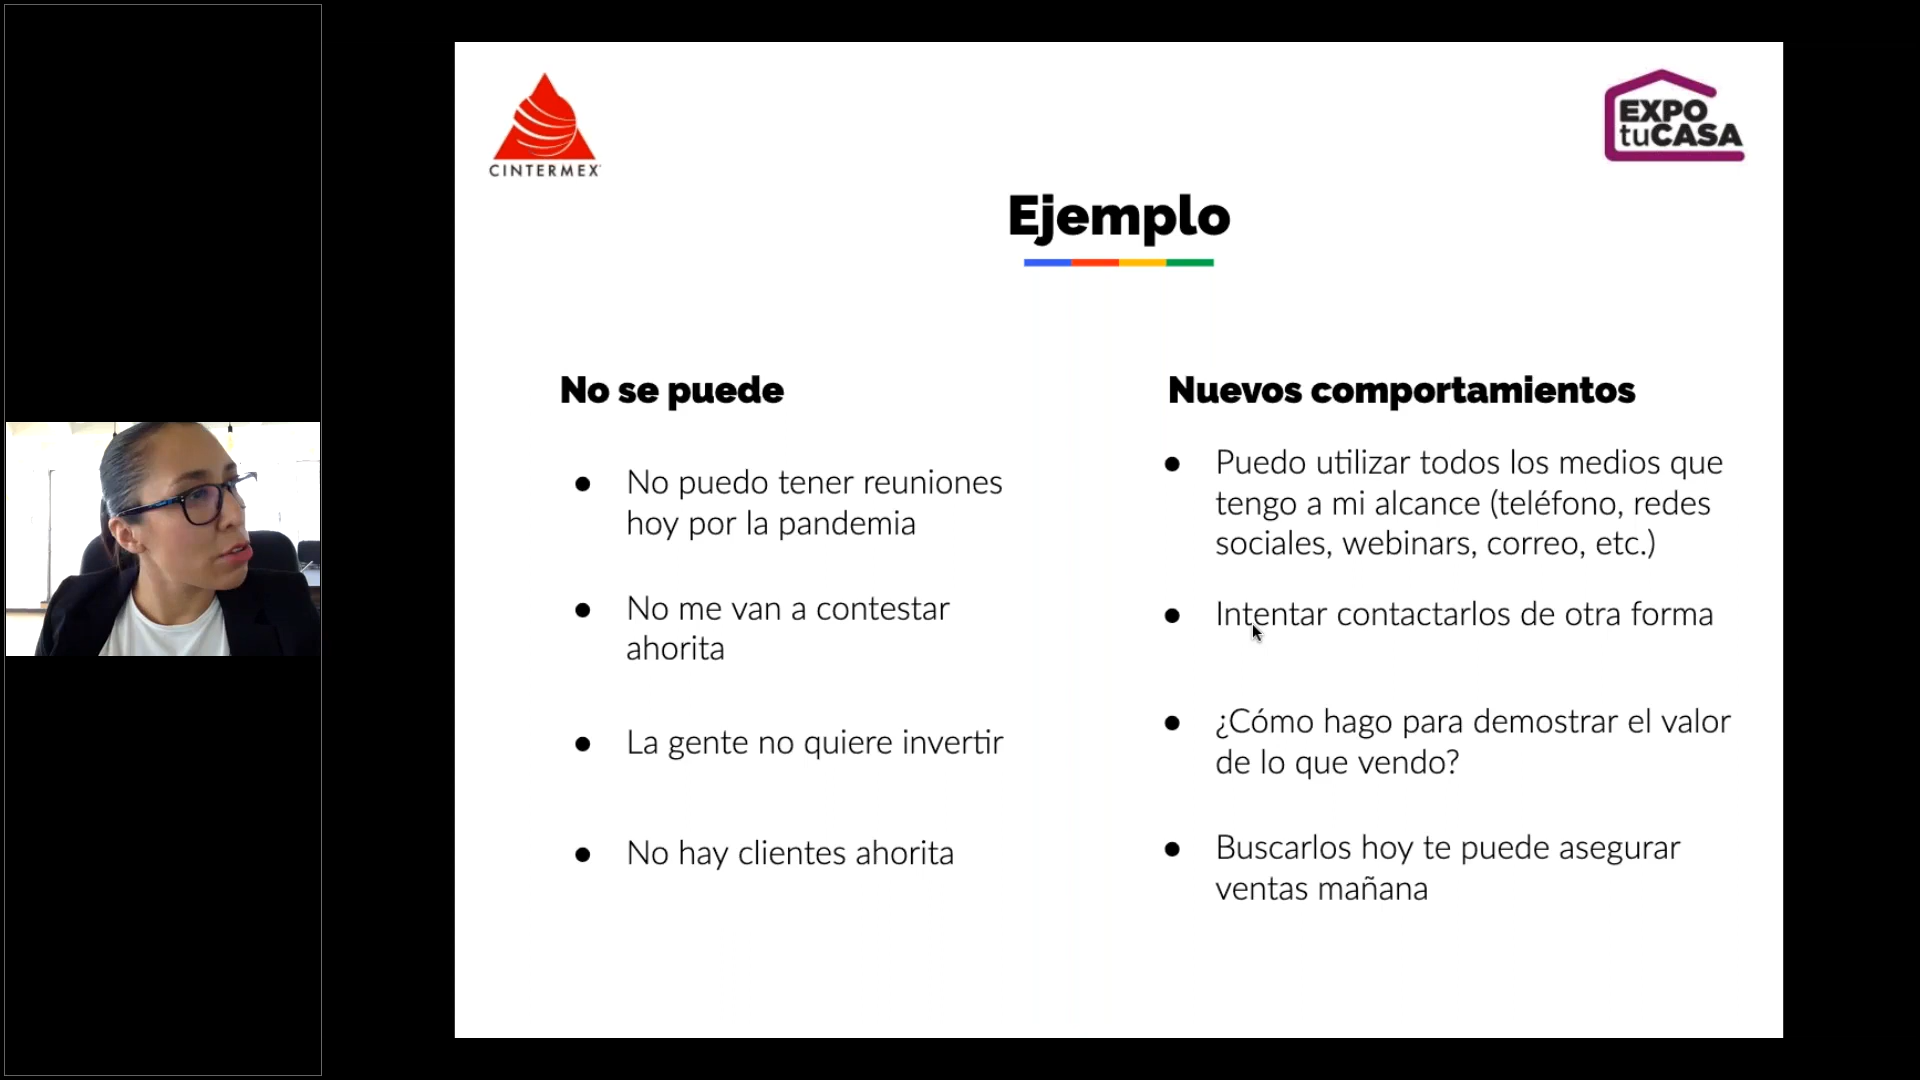 CINTERMEX
EXPO
tuCASA
Ejemplo
No se puede
● No puedo tener reuniones
hoy por la pandemia
● No me van a contestar
ahorita
● La gente no quiere invertir
● No hay clientes ahorita
Nuevos comportamientos
● Puedo utilizar todos los medios que
tengo a mi alcance (teléfono, redes
sociales, webinars, correo, etc.)
● Intentar contactarlos de otra forma
● ¿Cómo hago para demostrar el valor
de lo que vendo?
● Buscarlos hoy te puede asegurar
ventas mañana